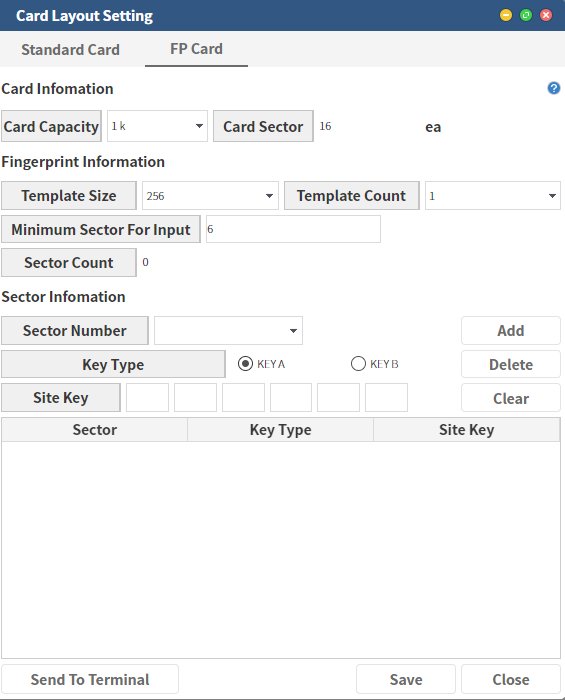 Card Layout Setting
Standard Card FP Card
Card Infomation ?
Card Capacity 1 k Card Sector 16 ea
Fingerprint Information
Template Size 256 Template Count 1
Minimum Sector For Input 6
Sector Count 0
Sector Infomation
Sector Number Add
Key Type KEY A KEY B Delete
Site Key Clear
Sector Key Type Site Key
Send To Terminal Save Close